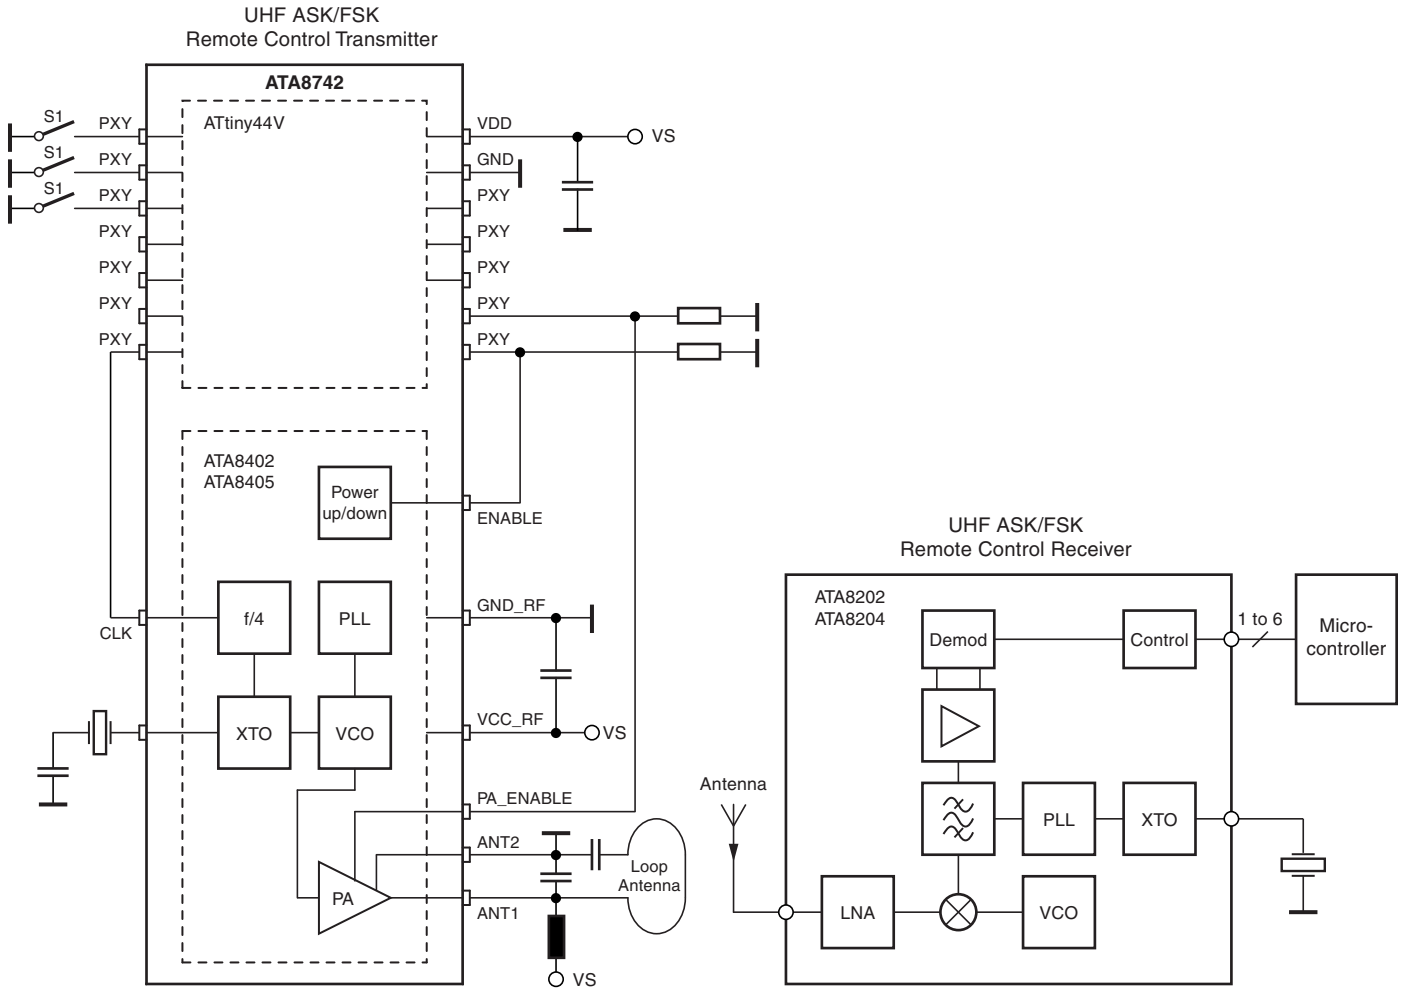 UHF ASK/FSK
Remote Control Transmitter
ATA8742
ATtiny44V
S1
PXY
S1
PXY
S1
PXY
PXY
PXY
PXY
PXY
VDD
VS
GND
PXY
PXY
PXY
PXY
PXY
ATA8402
ATA8405
Power
up/down
ENABLE
f/4
PLL
CLK
GND_RF
XTO
VCO
VCC_RF
VS
PA_ENABLE
ANT2
PA
ANT1
Loop
Antenna
VS
UHF ASK/FSK
Remote Control Receiver
ATA8202
ATA8204
Demod
Control
1 to 6
Micro-
controller
Antenna
PLL
XTO
LNA
VCO